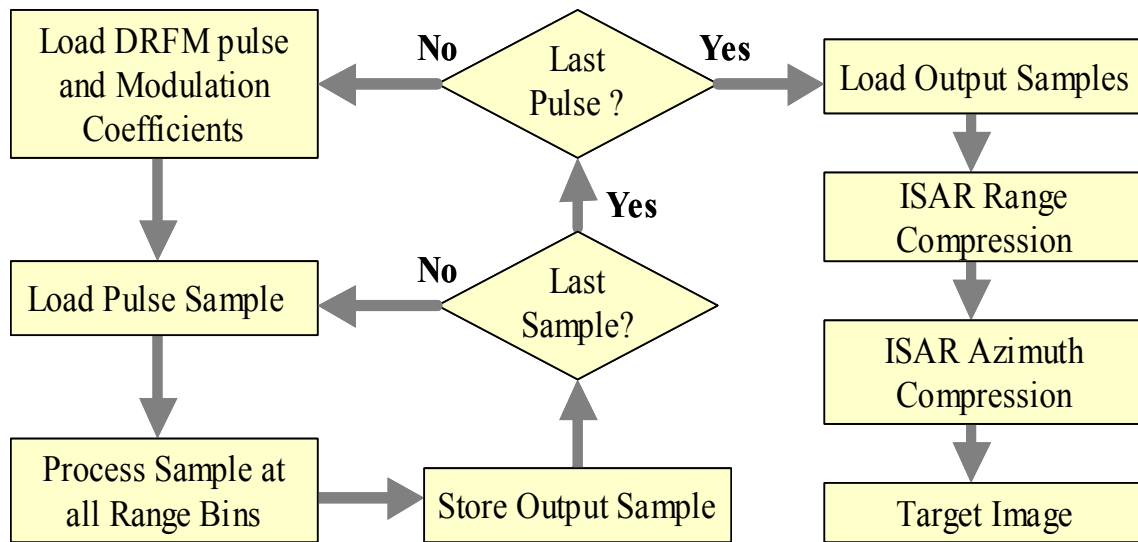 Load DRFM pulse
and Modulation
Coefficients
No
Last
Pulse ?
Yes
Load Output Samples
ISAR Range
Compression
Yes
Load Pulse Sample
No
Last
Sample?
ISAR Azimuth
Compression
Process Sample at
all Range Bins
Store Output Sample
Target Image